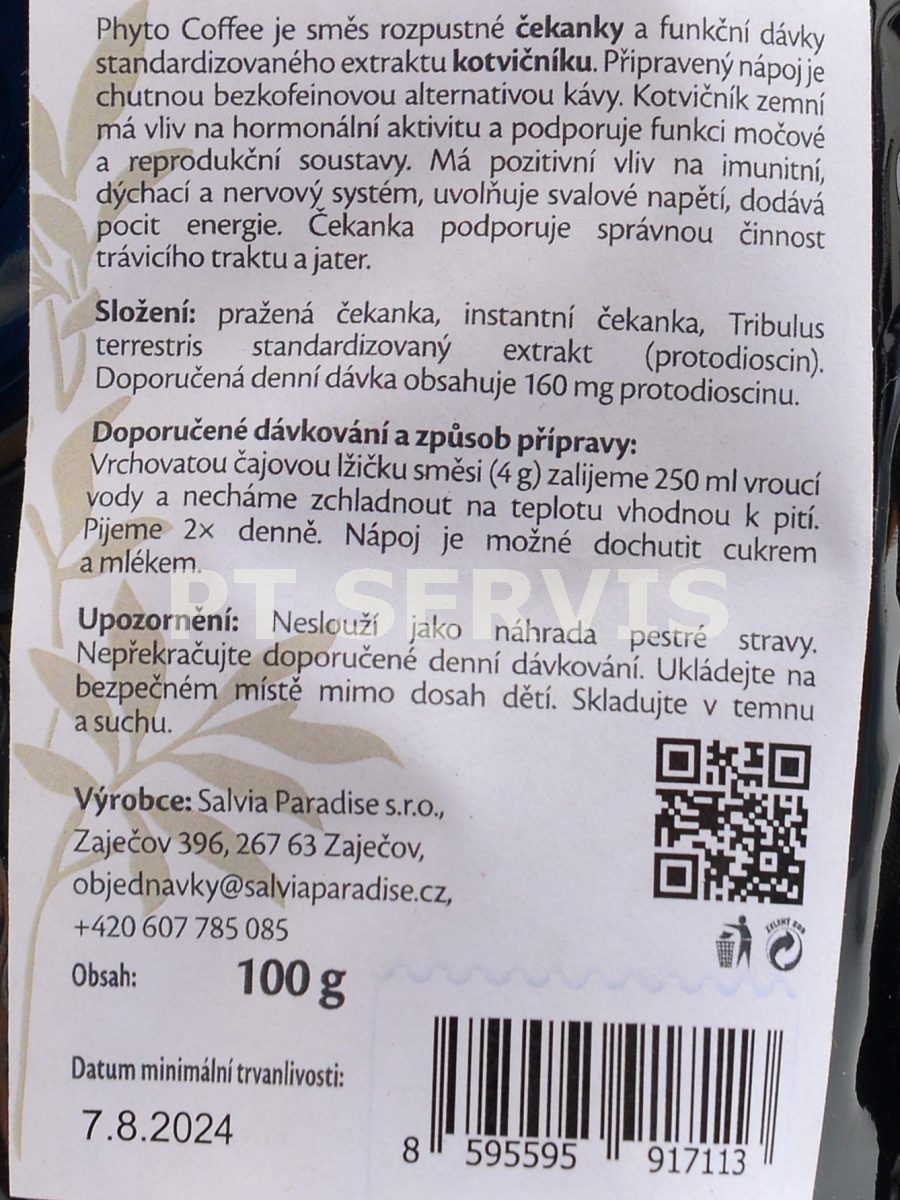 Phyto Coffee je směs rozpustné čekanky a funkční dávky
standardizovaného extraktu kotvičníku. Připravený nápoj je
chutnou bezkofeinovou alternativou kávy. Kotvičník zemní
má vliv na hormonální aktivitu a podporuje funkci močové
a reprodukční soustavy. Má pozitivní vliv na imunitní,
dýchací a nervový systém, uvolňuje svalové napětí, dodává
pocit energie. Čekanka podporuje správnou činnost
trávicího traktu a jater.
Složení: pražená čekanka, instantní čekanka, Tribulus
terrestris standardizovaný extrakt (protodioscin).
Doporučená denní dávka obsahuje 160 mg protodioscinu.
Doporučené dávkování a způsob přípravy:
Vrchovatou čajovou lžičku směsi (4 g) zalijeme 250 ml vroucí
vody a necháme zchladnout na teplotu vhodnou k pití.
Pijeme 2x denně. Nápoj je možné dochutit cukrem
a mlékem.
PT SERVIS
Upozornění: Neslouží jako náhrada pestré stravy.
Nepřekračujte doporučené denní dávkování. Ukládejte na
bezpečném místě mimo dosah dětí. Skladujte v temnu
a suchu.
Výrobce: Salvia Paradise s.r.o.,
Zaječov 396, 267 63 Zaječov,
objednavky@salviaparadise.cz,
+420 607 785 085
ZELENÝ BOD
Obsah: 100 g
Datum minimální trvanlivosti:
7.8.2024
8 595595 917113